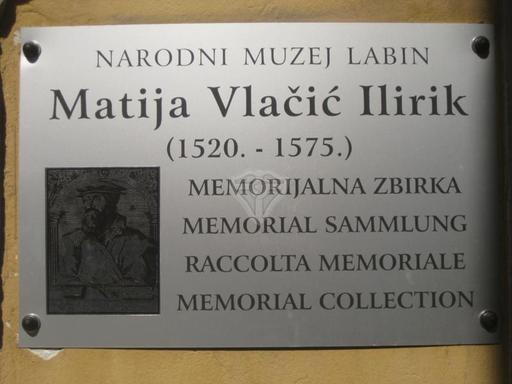 NARODNI MUZEJ LABIN
Matija Vlačić Ilirik
(1520. - 1575.)
MEMORIJALNA ZBIRKA
MEMORIAL SAMMLUNG
RACCOLTA MEMORIALE
MEMORIAL COLLECTION